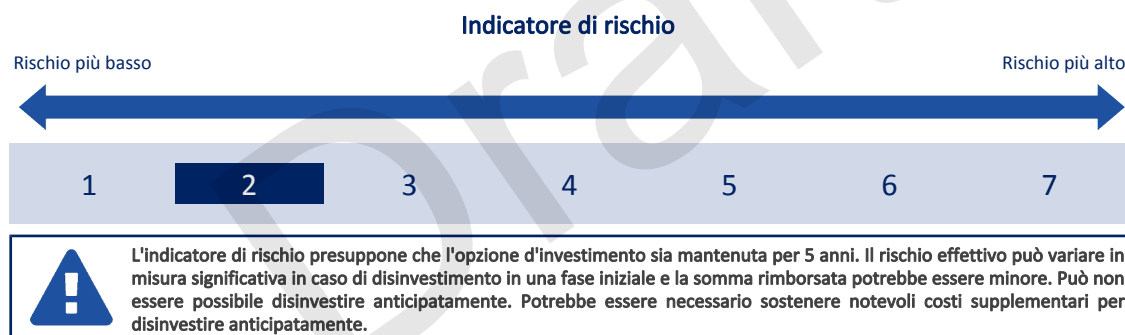 Indicatore di rischio
Rischio più basso
Rischio più alto
1 2 3 4 5 6 7
L'indicatore di rischio presuppone che l'opzione d'investimento sia mantenuta per 5 anni. Il rischio effettivo può variare in
misura significativa in caso di disinvestimento in una fase iniziale e la somma rimborsata potrebbe essere minore. Può non
essere possibile disinvestire anticipatamente. Potrebbe essere necessario sostenere notevoli costi supplementari per
disinvestire anticipatamente.